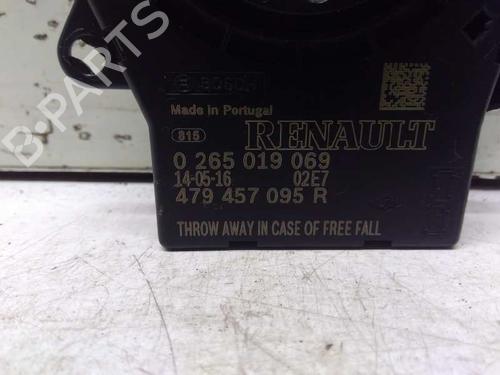 BOSCH
Made in Portugal
815
RENAULT
0 265 019 069
14-05-16 02E7
479 457 095 R
THROW AWAY IN CASE OF FREE FALL
B-PARTS